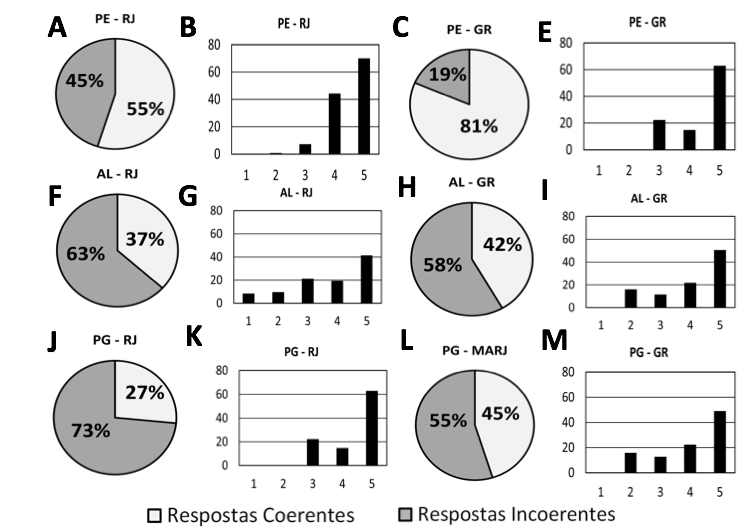 A PE - RJ
45%
55%
B PE - RJ
80
60
40
20
0
1 2 3 4 5
C PE - GR
19%
81%
E PE - GR
80
60
40
20
0
1 2 3 4 5
F AL - RJ
37%
63%
G AL - RJ
80
60
40
20
0
1 2 3 4 5
H AL - GR
42%
58%
I AL - GR
80
60
40
20
0
1 2 3 4 5
J PG - RJ
27%
73%
K PG - RJ
80
60
40
20
0
1 2 3 4 5
L PG - MARJ
55% 45%
M PG - GR
80
60
40
20
0
1 2 3 4 5
Respostas Coerentes Respostas Incoerentes